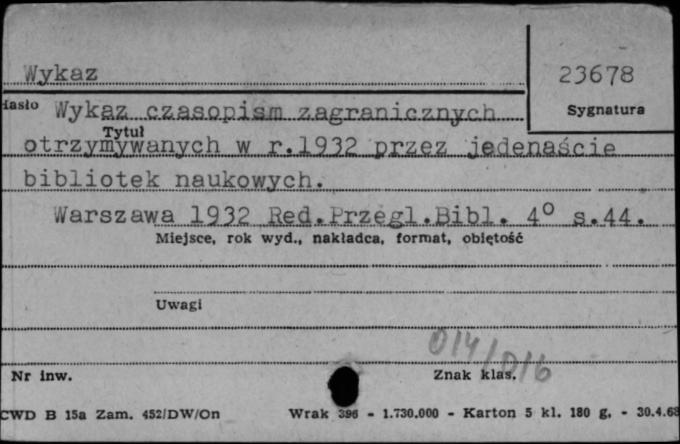 Wykaz
23678
Hasło Wykaz czasopism zagranicznych
Sygnatura
Tytuł
otrzymywanych w r.1932 przez jedenaście
bibliotek naukowych.
Warszawa 1932 Red.Przegl.Bibl. 4° s.44.
Miejsce, rok wyd., nakładca, format, objętość
Uwagi
014/016
Nr inw.
Znak klas.
CWD B 15a Zam. 452/DW/On Wrak 396 - 1.730.000 - Karton 5 kl. 180 g. - 30.4.68